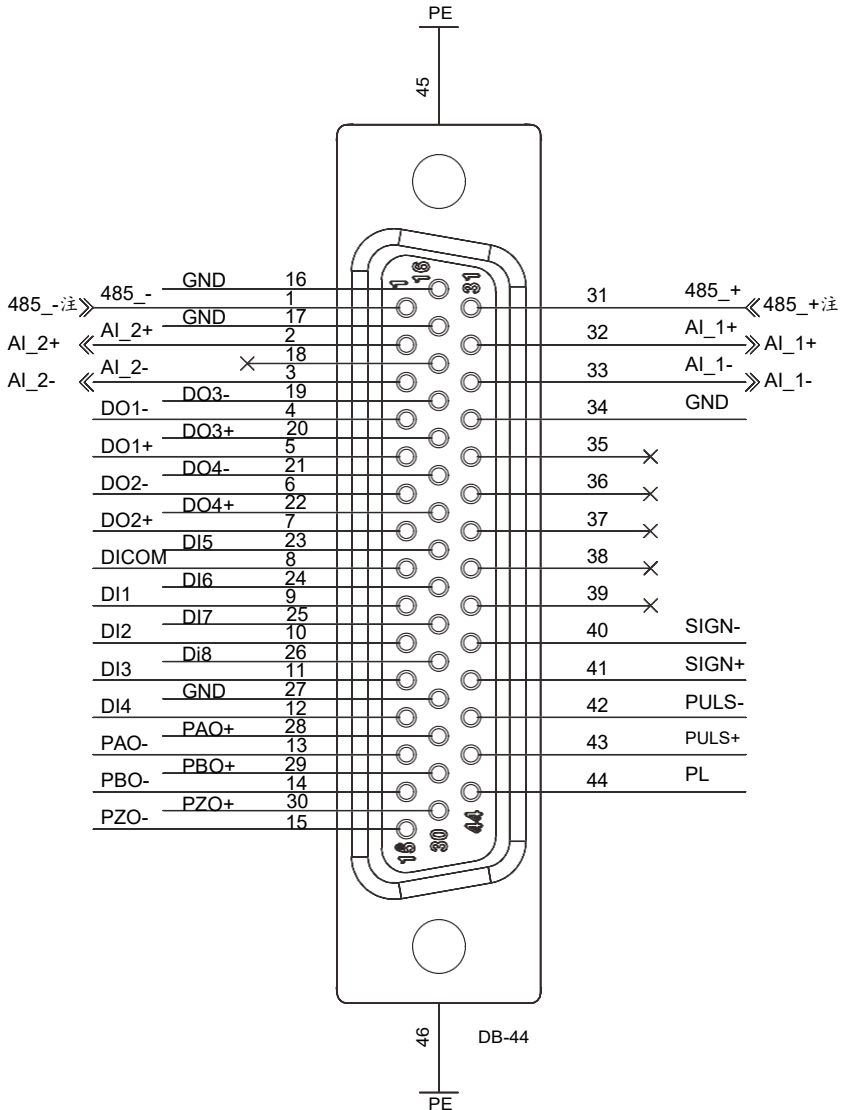 PE
45
1
16
31
GND 16
485_-注 485_- 1
31 485_+ 485_+注
GND 17
AI_2+ AI_2+ 2
32 AI_1+ AI_1+
18
AI_2- AI_2- 3
33 AI_1- AI_1-
DO3- 19
DO1- 4
34 GND
DO3+ 20
DO1+ 5
35
DO4- 21
DO2- 6
36
DO4+ 22
DO2+ 7
37
DI5 23
DICOM 8
38
DI6 24
DI1 9
39
DI7 25
DI2 10
40 SIGN-
Di8 26
DI3 11
41 SIGN+
GND 27
DI4 12
42 PULS-
PAO+ 28
PAO- 13
43 PULS+
PBO+ 29
PBO- 14
44 PL
PZO+ 30
PZO- 15
44
30
46
DB-44
PE